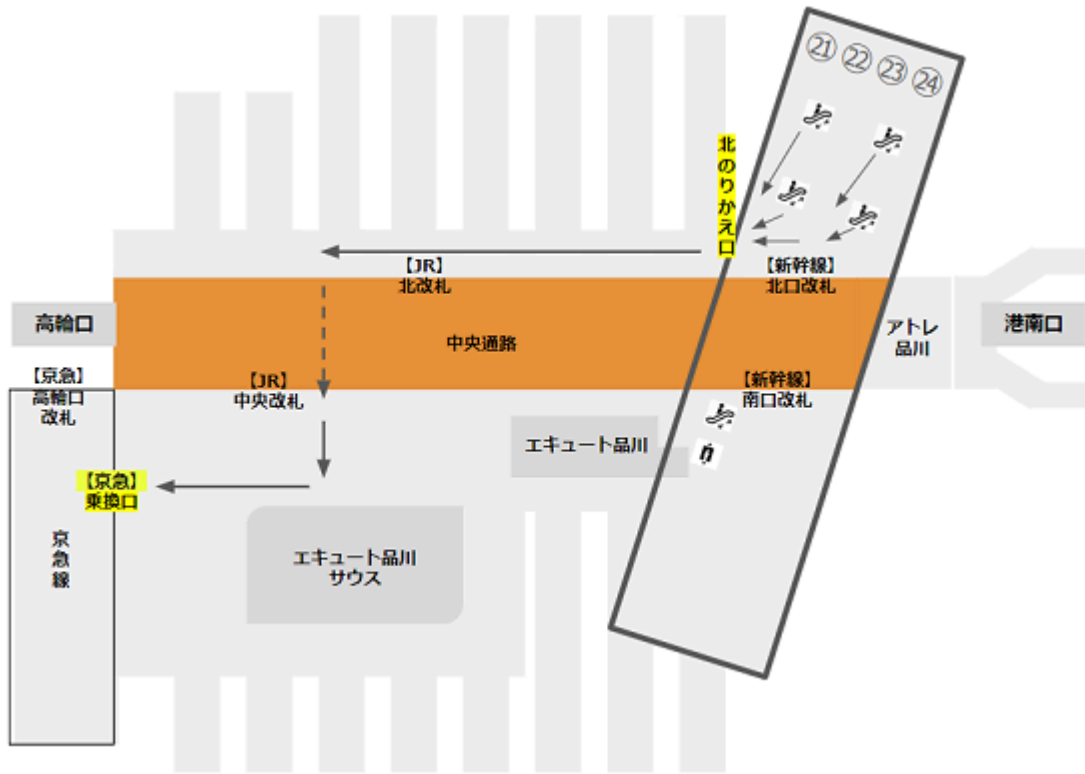 ㉑ ㉒ ㉓ ㉔
北のりかえ口
【JR】
北改札
【新幹線】
北口改札
高輪口
中央通路
アトレ
品川
港南口
【京急】
高輪口
改札
【JR】
中央改札
【新幹線】
南口改札
エキュート品川
【京急】
乗換口
京急線
エキュート品川
サウス